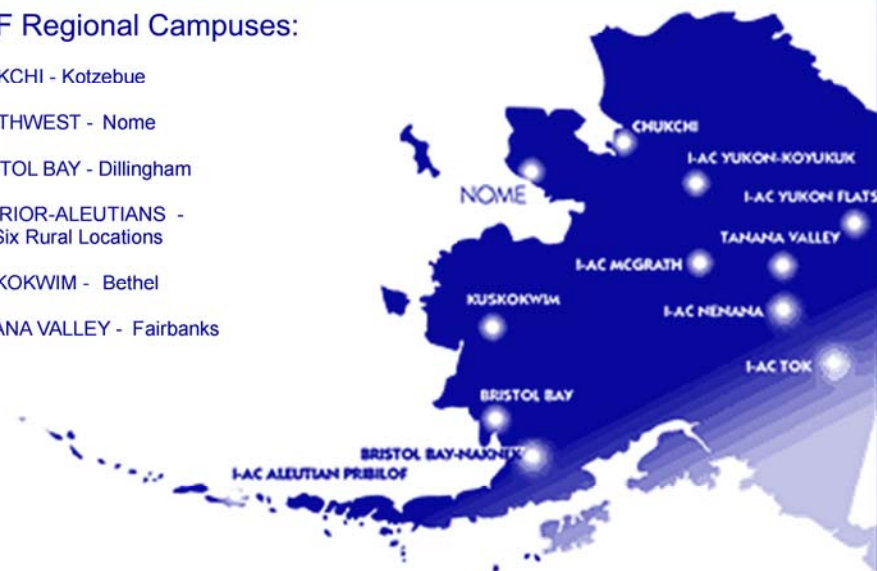 F Regional Campuses:
KCHI - Kotzebue
THWEST - Nome
TOL BAY - Dillingham
RIOR-ALEUTIANS -
Six Rural Locations
KOKWIM - Bethel
ANA VALLEY - Fairbanks
CHUKCHI
I-AC YUKON-KOYUKUK
NOME
I-AC YUKON FLATS
TANANA VALLEY
I-AC MCGRATH
KUSKOKWIM
I-AC NENANA
I-AC TOK
BRISTOL BAY
BRISTOL BAY-NAKNEK
I-AC ALEUTIAN PRIBILOF